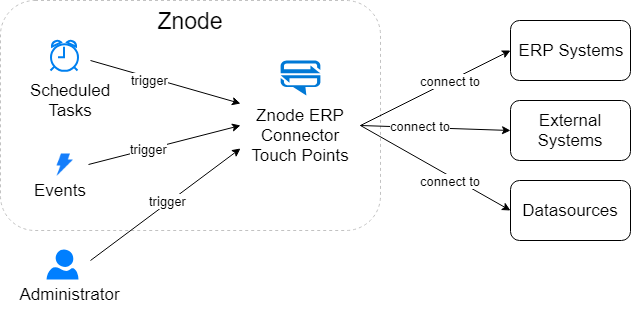 Znode
Scheduled
Tasks
trigger
Events
trigger
Administrator
trigger
Znode ERP
Connector
Touch Points
connect to
ERP Systems
connect to
External
Systems
connect to
Datasources